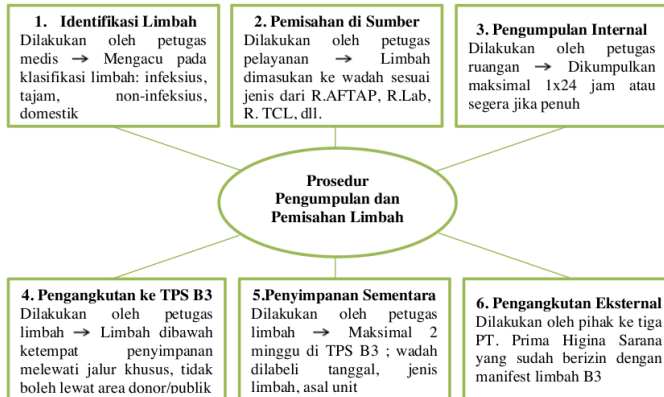 1. Identifikasi Limbah
Dilakukan oleh petugas
medis → Mengacu pada
klasifikasi limbah: infeksius,
tajam, non-infeksius,
domestik
2. Pemisahan di Sumber
Dilakukan oleh petugas
pelayanan → Limbah
dimasukan ke wadah sesuai
jenis dari R.AFTAP, R.Lab,
R. TCL, dll.
3. Pengumpulan Internal
Dilakukan oleh petugas
ruangan → Dikumpulkan
maksimal 1x24 jam atau
segera jika penuh
Prosedur
Pengumpulan dan
Pemisahan Limbah
4. Pengangkutan ke TPS B3
Dilakukan oleh petugas
limbah → Limbah dibawah
ketempat penyimpanan
melewati jalur khusus, tidak
boleh lewat area donor/publik
5.Penyimpanan Sementara
Dilakukan oleh petugas
limbah → Maksimal 2
minggu di TPS B3 ; wadah
dilabeli tanggal, jenis
limbah, asal unit
6. Pengangkutan Eksternal
Dilakukan oleh pihak ke tiga
PT. Prima Higina Sarana
yang sudah berizin dengan
manifest limbah B3